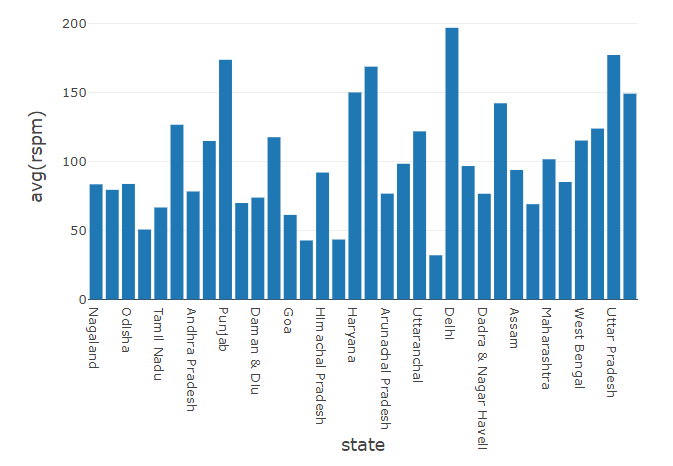 200
150
100
50
0
avg(rspm)
Nagaland
Odisha
Tamil Nadu
Andhra Pradesh
Punjab
Daman & Diu
Goa
Himachal Pradesh
Haryana
Arunachal Pradesh
Uttaranchal
Delhi
Dadra & Nagar Haveli
Assam
Maharashtra
West Bengal
Uttar Pradesh
state